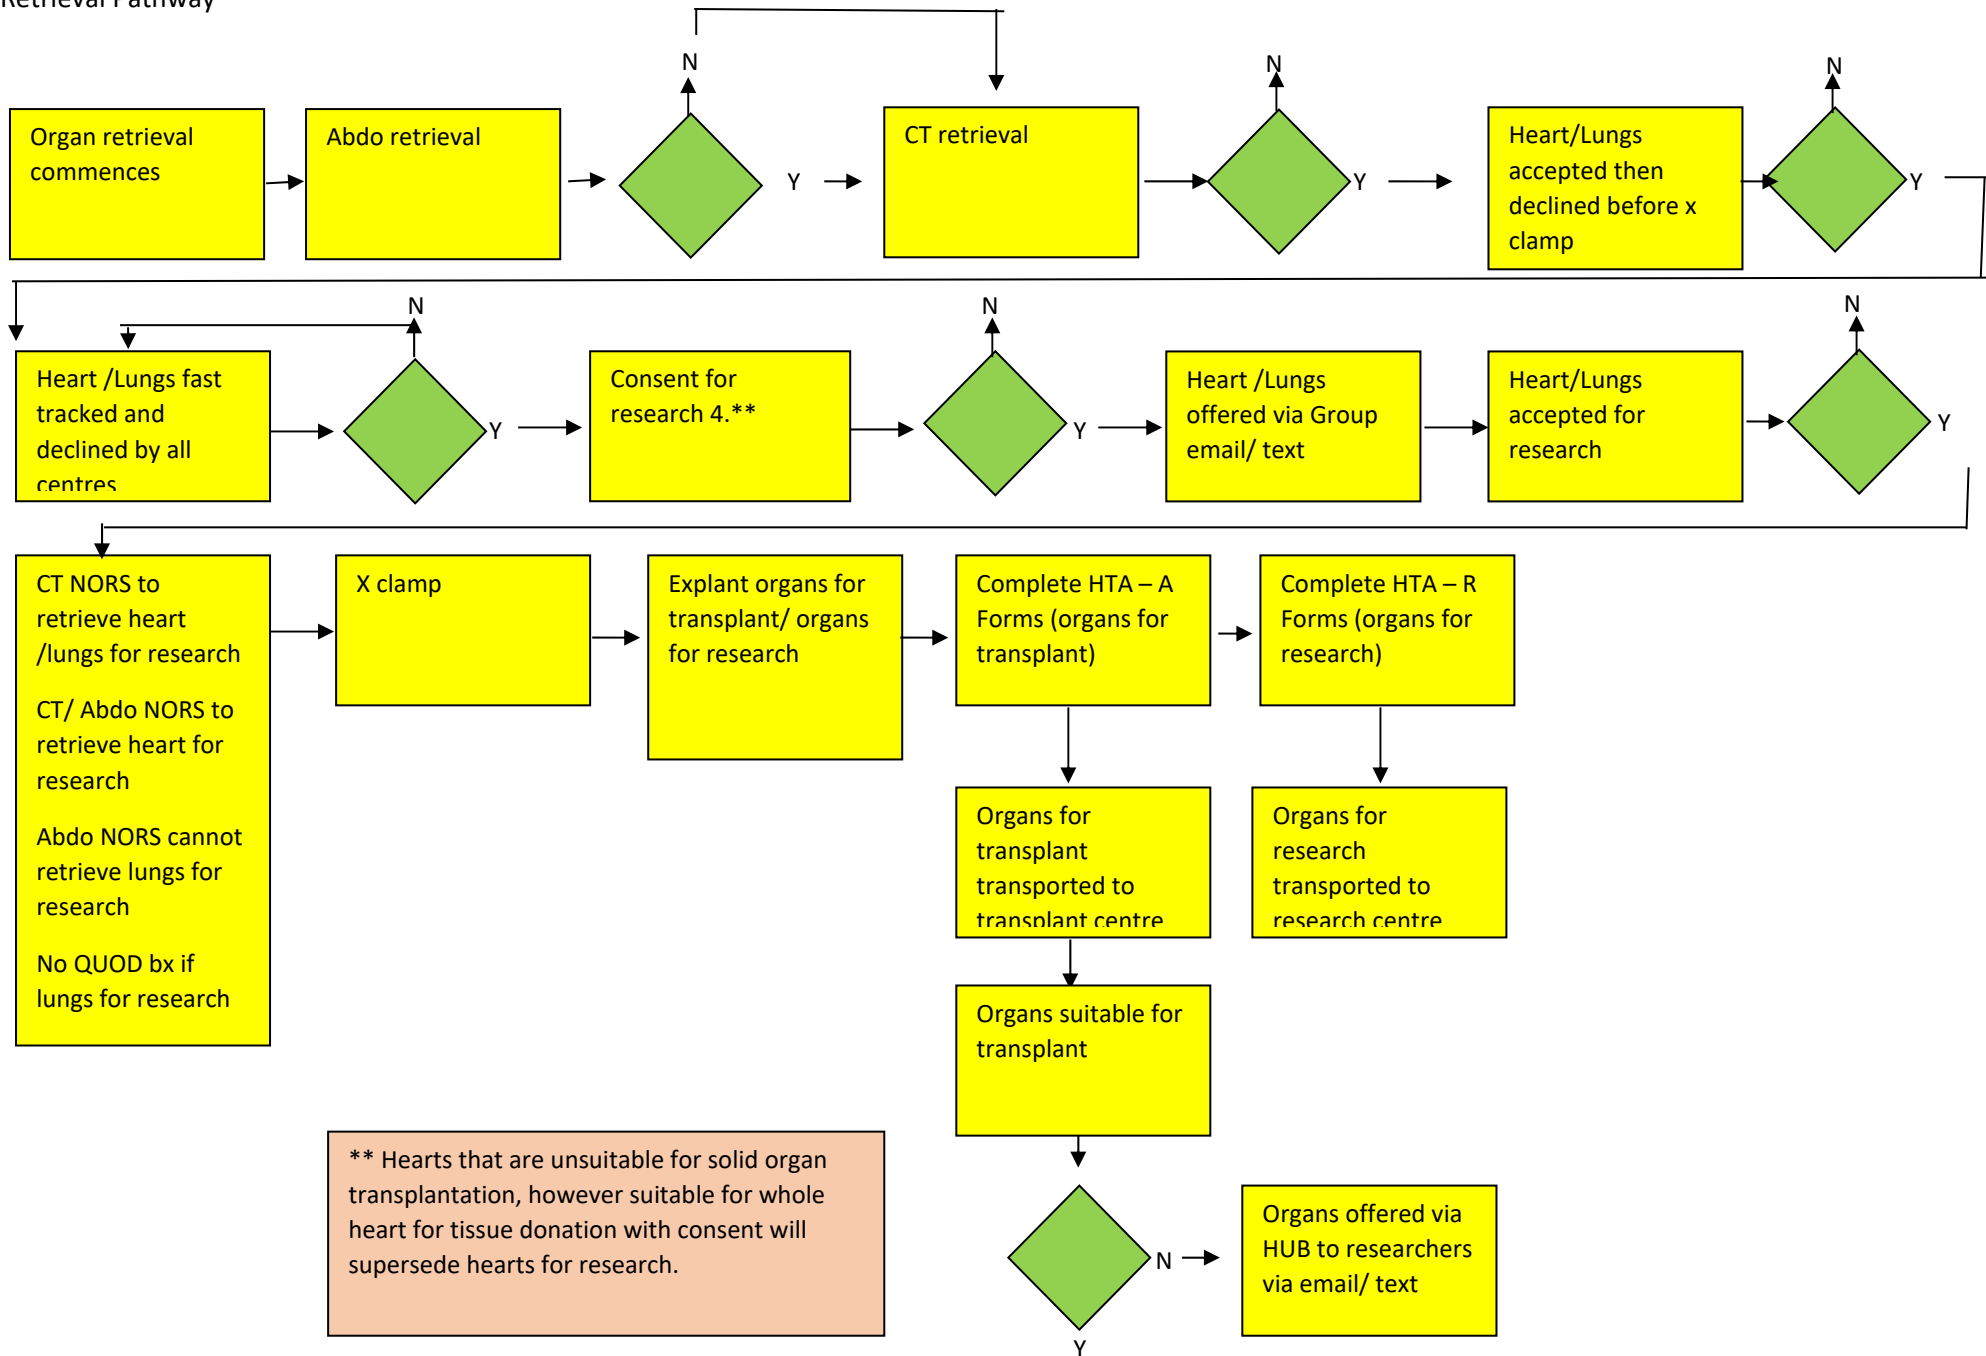 Retrieval Pathway
N
N
N
Organ retrieval
commences
Abdo retrieval
Y
CT retrieval
Y
Heart/Lungs
accepted then
declined before x
clamp
Y
N
N
N
Heart /Lungs fast
tracked and
declined by all
centres
Y
Consent for
research 4.**
Y
Heart /Lungs
offered via Group
email/ text
Heart/Lungs
accepted for
research
Y
CT NORS to
retrieve heart
/lungs for research
CT/ Abdo NORS to
retrieve heart for
research
Abdo NORS cannot
retrieve lungs for
research
No QUOD bx if
lungs for research
X clamp
Explant organs for
transplant/ organs
for research
Complete HTA – A
Forms (organs for
transplant)
Complete HTA – R
Forms (organs for
research)
Organs for
transplant
transported to
transplant centre
Organs for
research
transported to
research centre
Organs suitable for
transplant
** Hearts that are unsuitable for solid organ
transplantation, however suitable for whole
heart for tissue donation with consent will
supersede hearts for research.
N
Organs offered via
HUB to researchers
via email/ text
Y